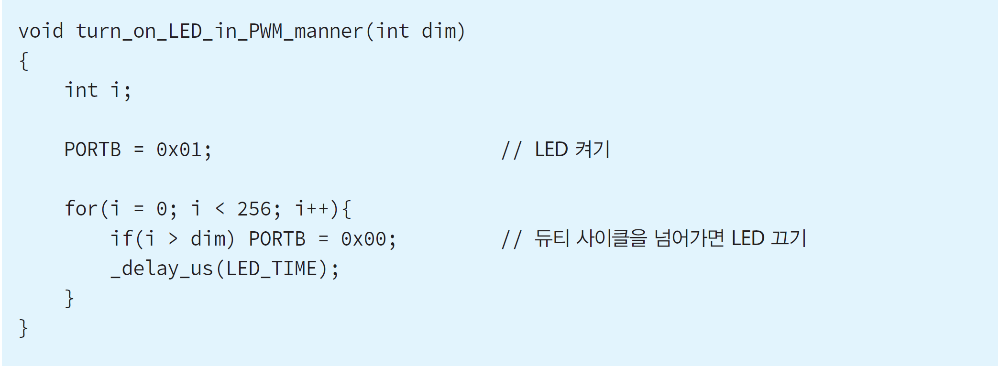 void turn_on_LED_in_PWM_manner(int dim)
{
    int i;
    PORTB = 0x01;                         // LED 켜기
    for(i = 0; i < 256; i++){
        if(i > dim) PORTB = 0x00;         // 듀티 사이클을 넘어가면 LED 끄기
        _delay_us(LED_TIME);
    }
}